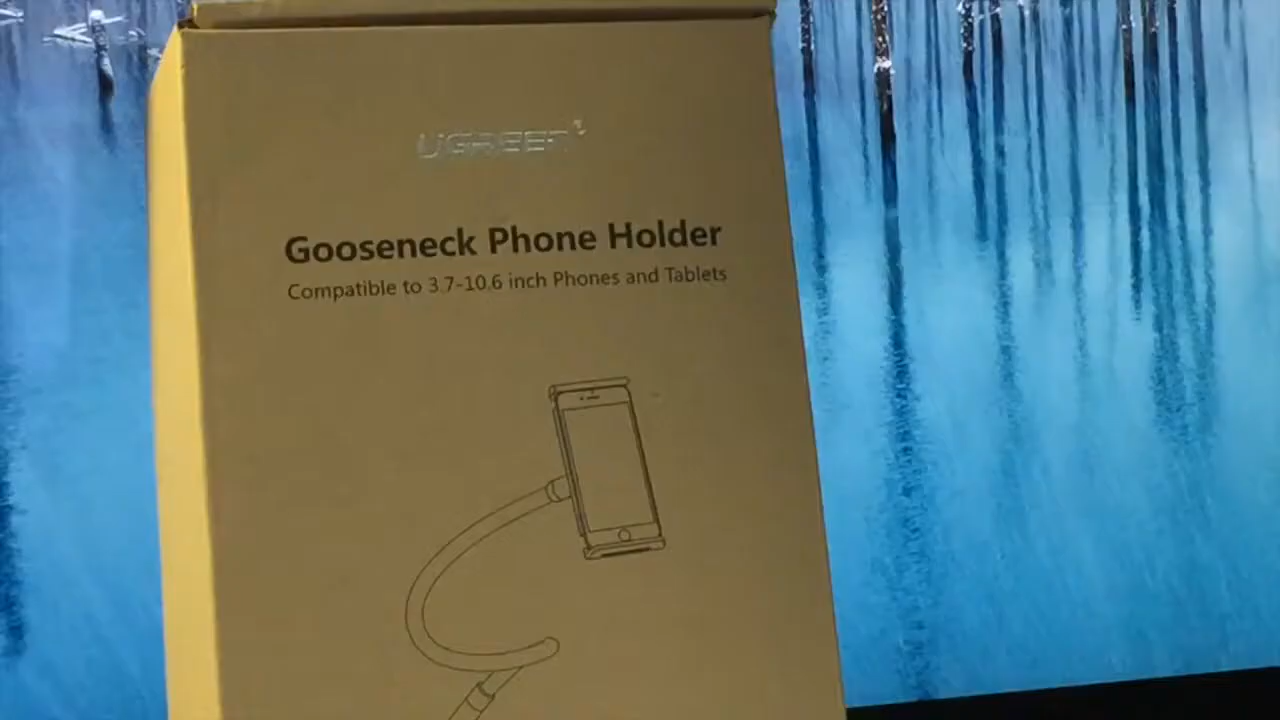 UGREEN
Gooseneck Phone Holder
Compatible to 3.7-10.6 inch Phones and Tablets